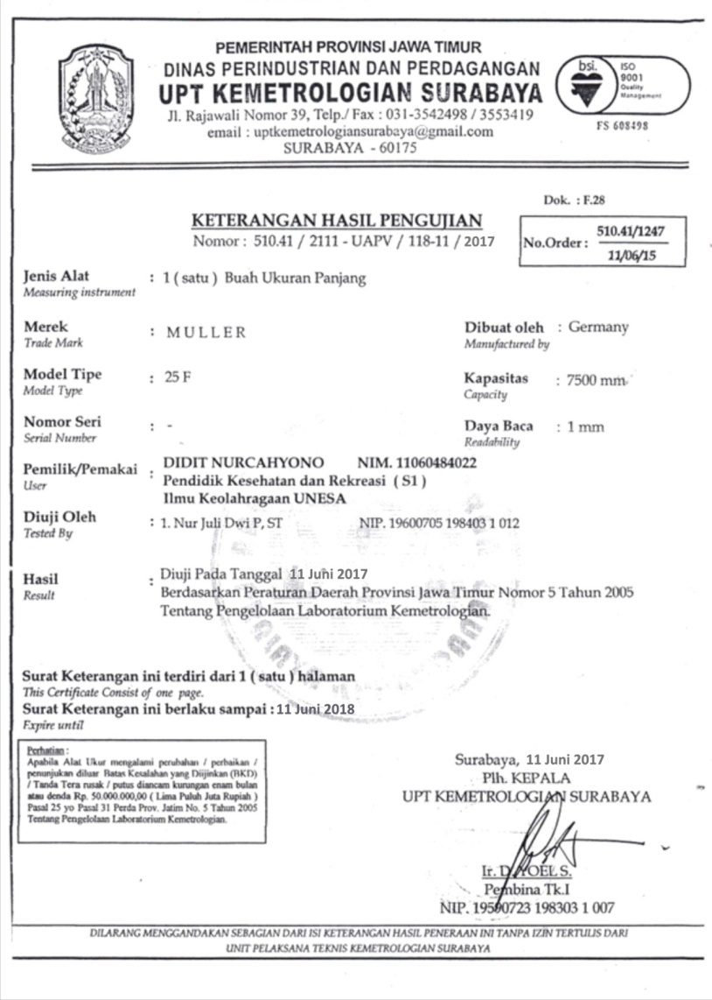 PEMERINTAH PROVINSI JAWA TIMUR
DINAS PERINDUSTRIAN DAN PERDAGANGAN
UPT KEMETROLOGIAN SURABAYA
Jl. Rajawali Nomor 39, Telp./ Fax : 031-3542498 / 3553419
email : uptkemetrologiansurabaya@gmail.com
SURABAYA - 60175
bsi.
ISO
9001
Quality
Management
FS 608498
Dok. : F.28
KETERANGAN HASIL PENGUJIAN
Nomor : 510.41 / 2111 - UAPV / 118-11 / 2017
No.Order : 510.41/1247
11/06/15
Jenis Alat : 1 ( satu ) Buah Ukuran Panjang
Measuring instrument
Merek : MULLER Dibuat oleh : Germany
Trade Mark Manufactured by
Model Tipe : 25 F Kapasitas : 7500 mm
Model Type Capacity
Nomor Seri : - Daya Baca : 1 mm
Serial Number Readability
Pemilik/Pemakai : DIDIT NURCAHYONO NIM. 11060484022
User Pendidik Kesehatan dan Rekreasi ( S1 )
Ilmu Keolahragaan UNESA
Diuji Oleh : 1. Nur Juli Dwi P, ST NIP. 19600705 198403 1 012
Tested By
Hasil : Diuji Pada Tanggal 11 Juni 2017
Result Berdasarkan Peraturan Daerah Provinsi Jawa Timur Nomor 5 Tahun 2005
Tentang Pengelolaan Laboratorium Kemetrologian.
Surat Keterangan ini terdiri dari 1 ( satu ) halaman
This Certificate Consist of one page.
Surat Keterangan ini berlaku sampai : 11 Juni 2018
Expire until
Perhatian :
Apabila Alat Ukur mengalami perubahan / perbaikan /
penunjukan diluar Batas Kesalahan yang Diijinkan (BKD)
/ Tanda Tera rusak / putus diancam kurungan enam bulan
atau denda Rp. 50.000.000,00 ( Lima Puluh Juta Rupiah )
Pasal 25 yo Pasal 31 Perda Prov. Jatim No. 5 Tahun 2005
Tentang Pengelolaan Laboratorium Kemetrologian.
Surabaya, 11 Juni 2017
Plh. KEPALA
UPT KEMETROLOGIAN SURABAYA
Ir. D. YOEL S.
Pembina Tk.I
NIP. 19590723 198303 1 007
DILARANG MENGGANDAKAN SEBAGIAN DARI ISI KETERANGAN HASIL PENERAAN INI TANPA IZIN TERTULIS DARI
UNIT PELAKSANA TEKNIS KEMETROLOGIAN SURABAYA